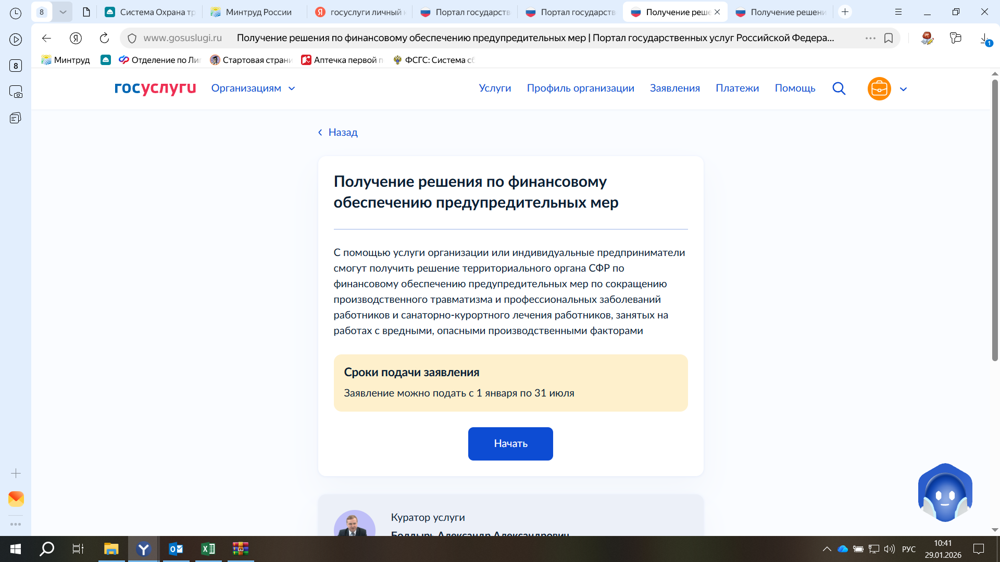 8
Система Охрана тр
Минтруд России
госуслуги личный к
Портал государств
Портал государств
Получение реше
Получение решени
www.gosuslugi.ru
Получение решения по финансовому обеспечению предупредительных мер | Портал государственных услуг Российской Федера...
1
8
Минтруд
Отделение по Ли
Стартовая страни
Аптечка первой п
ФСГС: Система сб
госуслуги
Организациям
Услуги
Профиль организации
Заявления
Платежи
Помощь
Назад
Получение решения по финансовому
обеспечению предупредительных мер
С помощью услуги организации или индивидуальные предприниматели
смогут получить решение территориального органа СФР по
финансовому обеспечению предупредительных мер по сокращению
производственного травматизма и профессиональных заболеваний
работников и санаторно-курортного лечения работников, занятых на
работах с вредными, опасными производственными факторами
Сроки подачи заявления
Заявление можно подать с 1 января по 31 июля
Начать
Куратор услуги
Болдырь Александр Александрович
РУС
10:41
29.01.2026